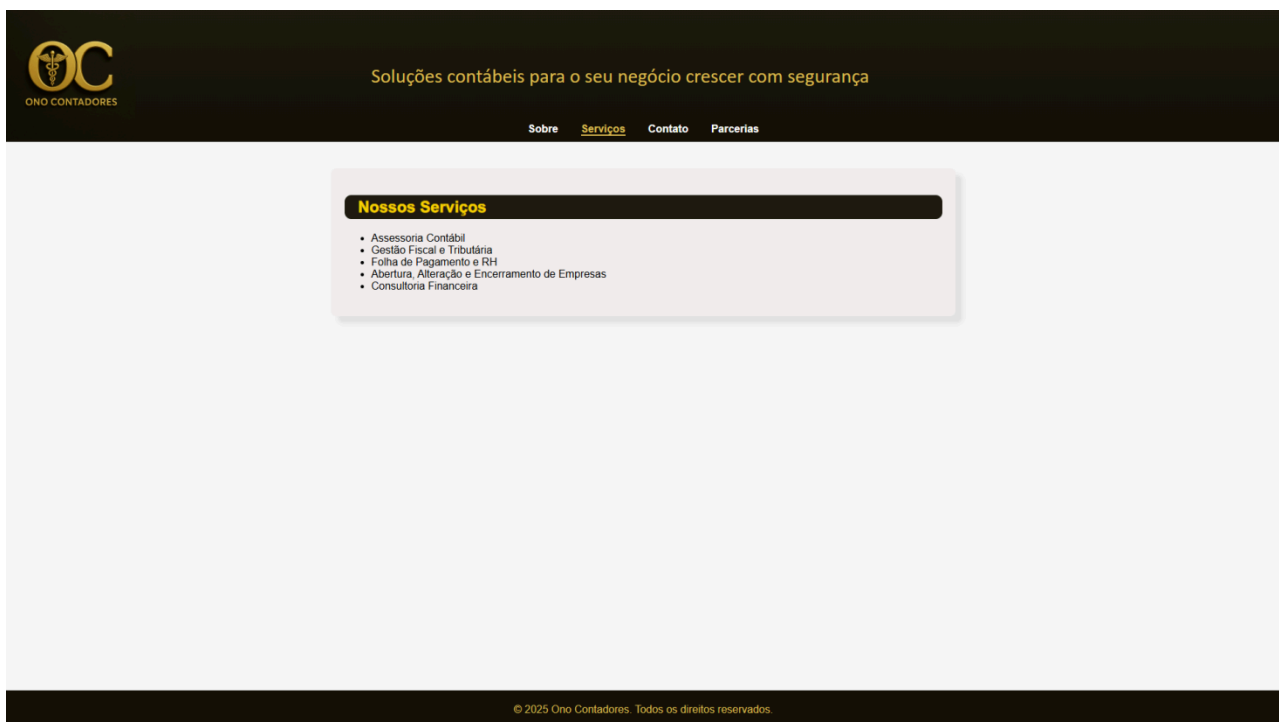 OC
ONO CONTADORES
Soluções contábeis para o seu negócio crescer com segurança
Sobre Serviços Contato Parcerias
Nossos Serviços
• Assessoria Contábil
• Gestão Fiscal e Tributária
• Folha de Pagamento e RH
• Abertura, Alteração e Encerramento de Empresas
• Consultoria Financeira
© 2025 Ono Contadores. Todos os direitos reservados.